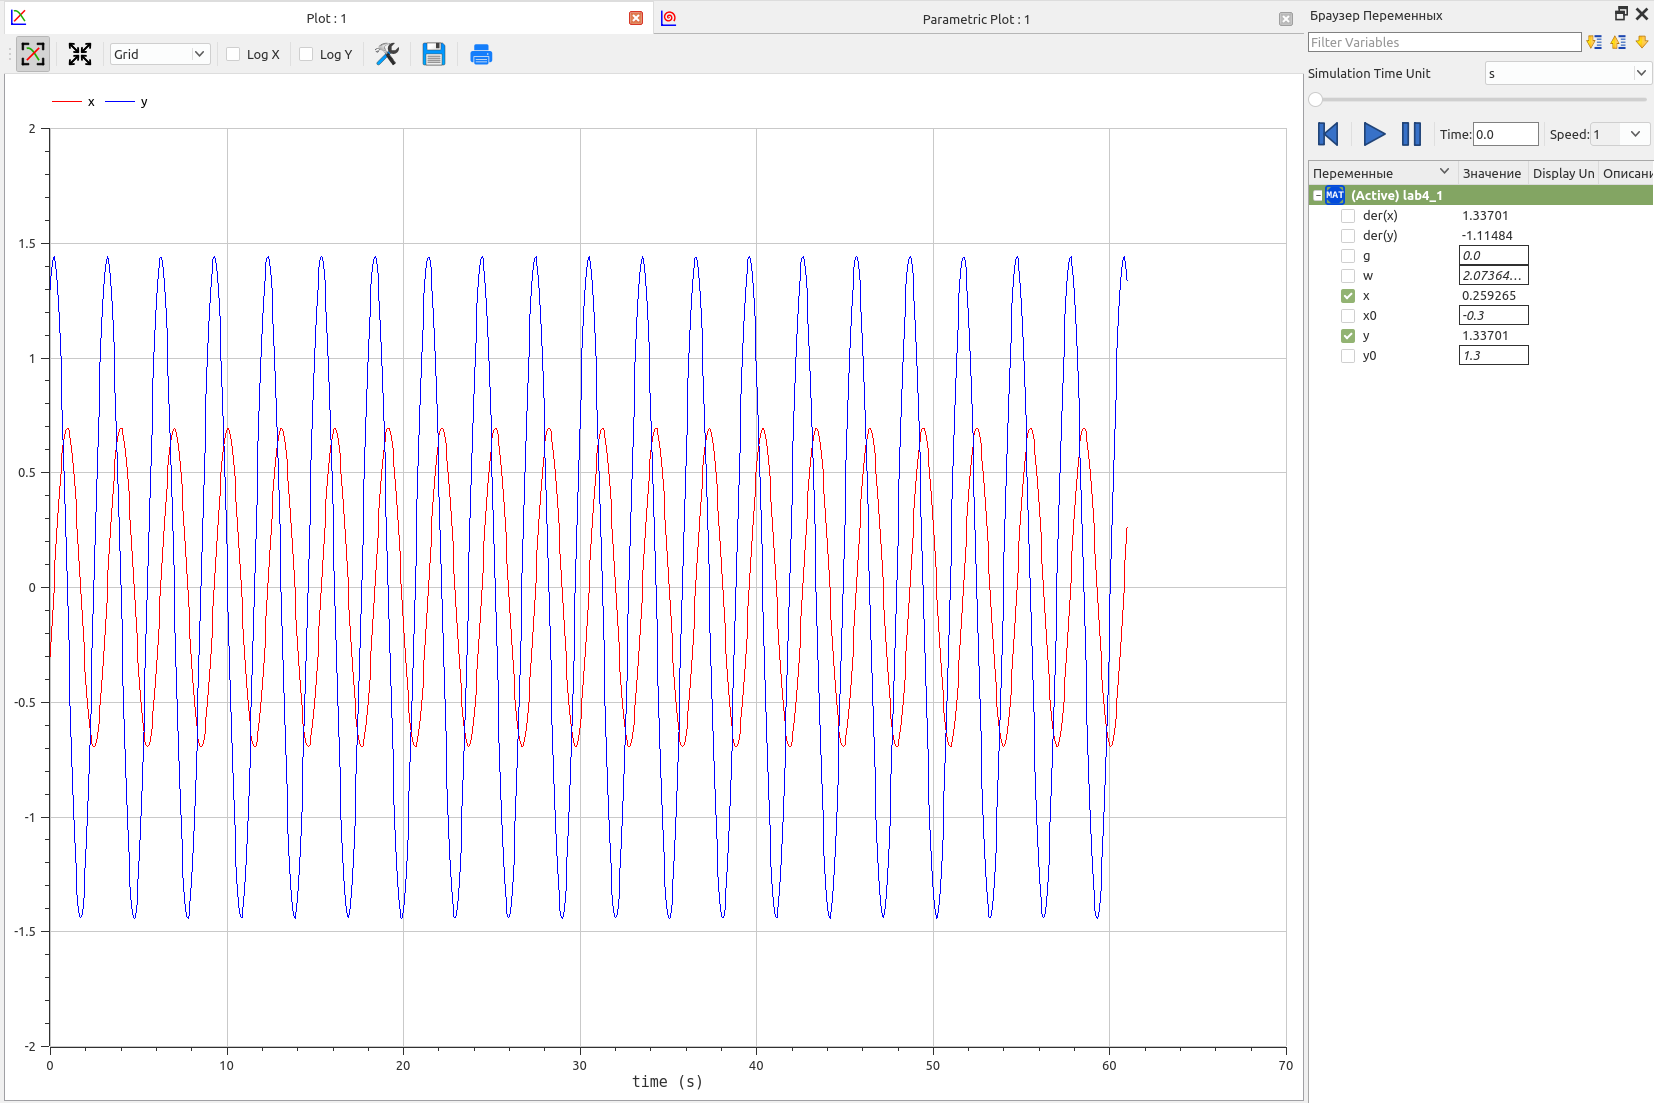 Plot : 1
Parametric Plot : 1
Браузер Переменных
Grid
Log X
Log Y
Filter Variables
Simulation Time Unit
s
Time: 0.0
Speed: 1
Переменные Значение Display Un Описани
MAT (Active) lab4_1
der(x) 1.33701
der(y) -1.11484
g 0.0
w 2.07364...
x 0.259265
x0 -0.3
y 1.33701
y0 1.3
x y
2
1.5
1
0.5
0
-0.5
-1
-1.5
-2
0 10 20 30 40 50 60 70
time (s)